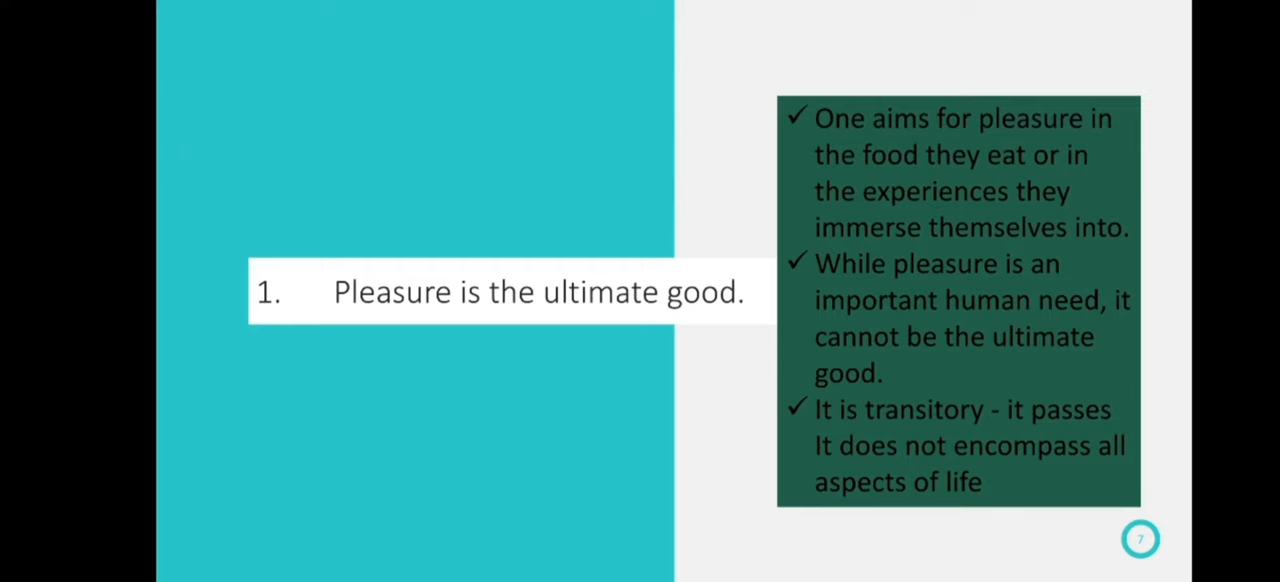 1. Pleasure is the ultimate good.
✓ One aims for pleasure in
the food they eat or in
the experiences they
immerse themselves into.
✓ While pleasure is an
important human need, it
cannot be the ultimate
good.
✓ It is transitory - it passes
It does not encompass all
aspects of life
7